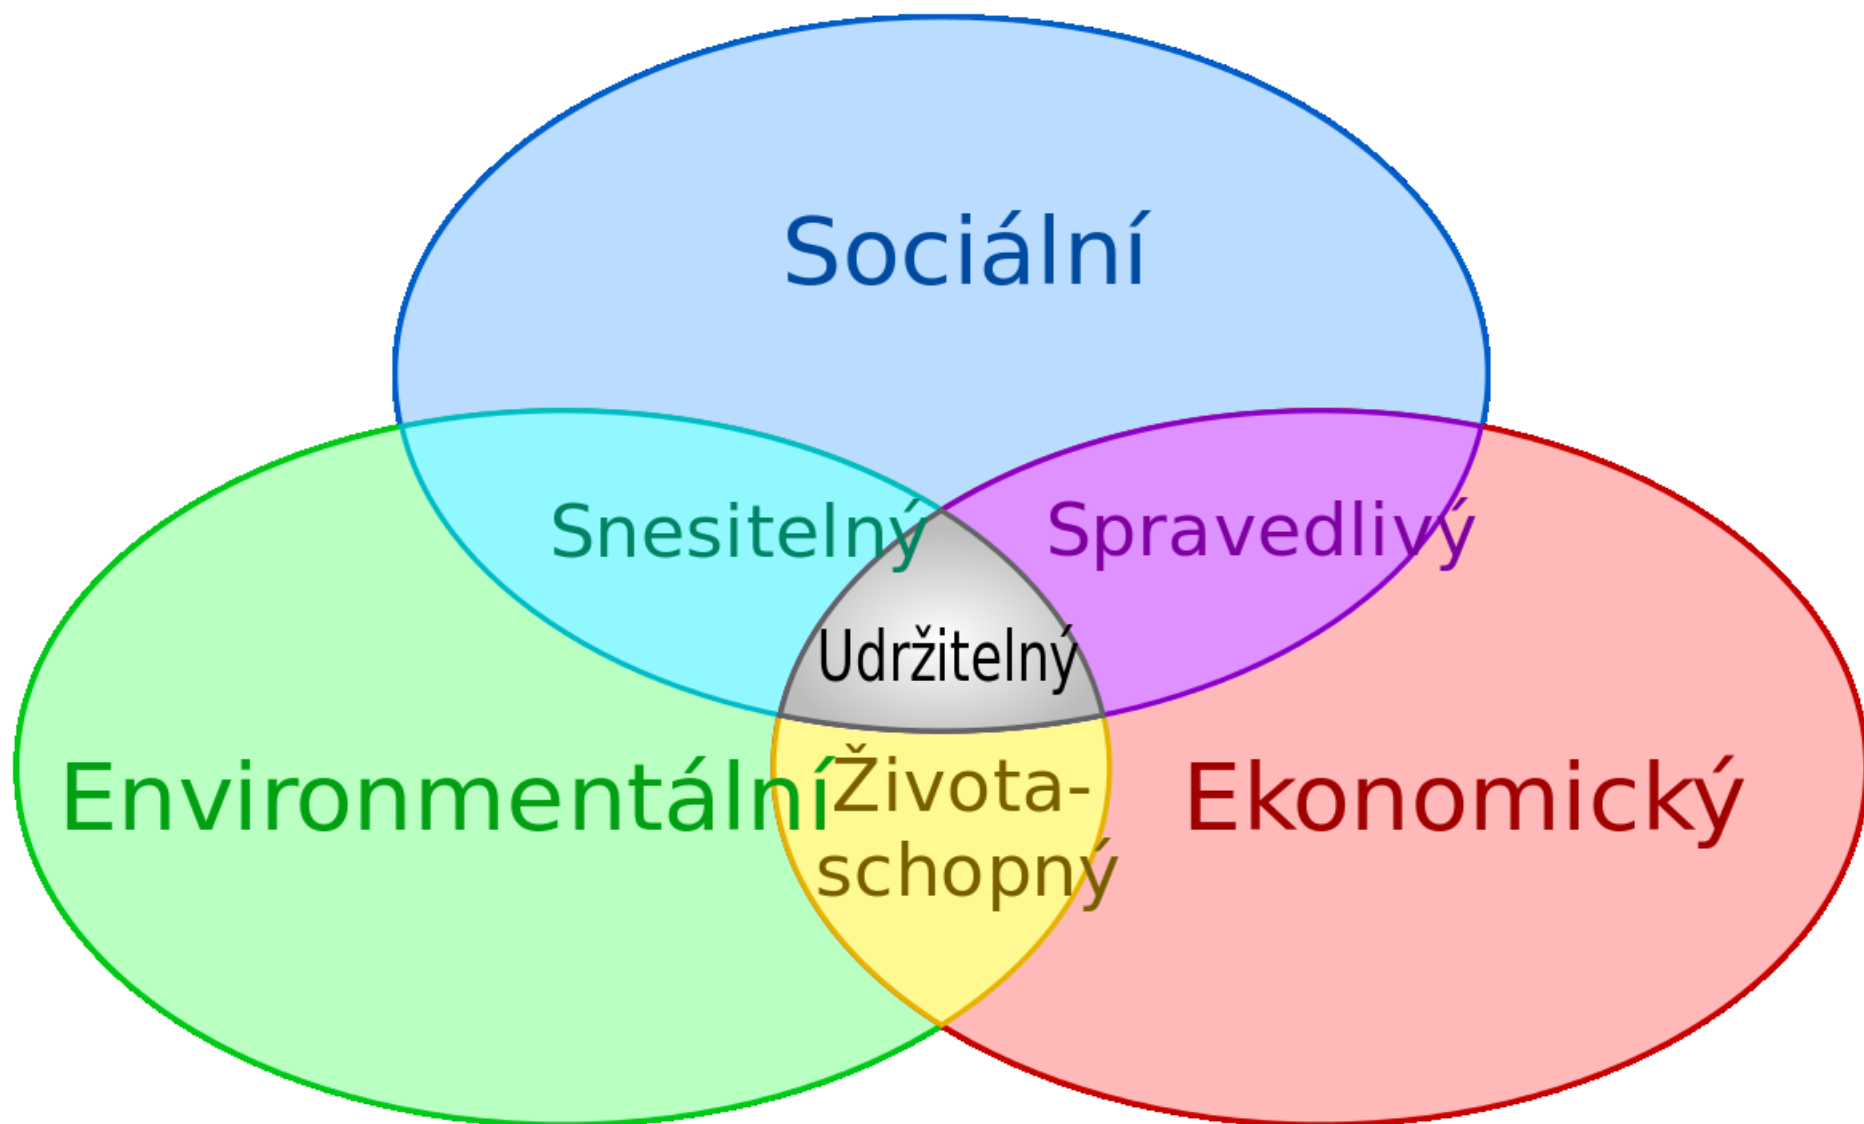 Sociální
Snesitelný
Spravedlivý
Udržitelný
Environmentální
Života-
schopný
Ekonomický